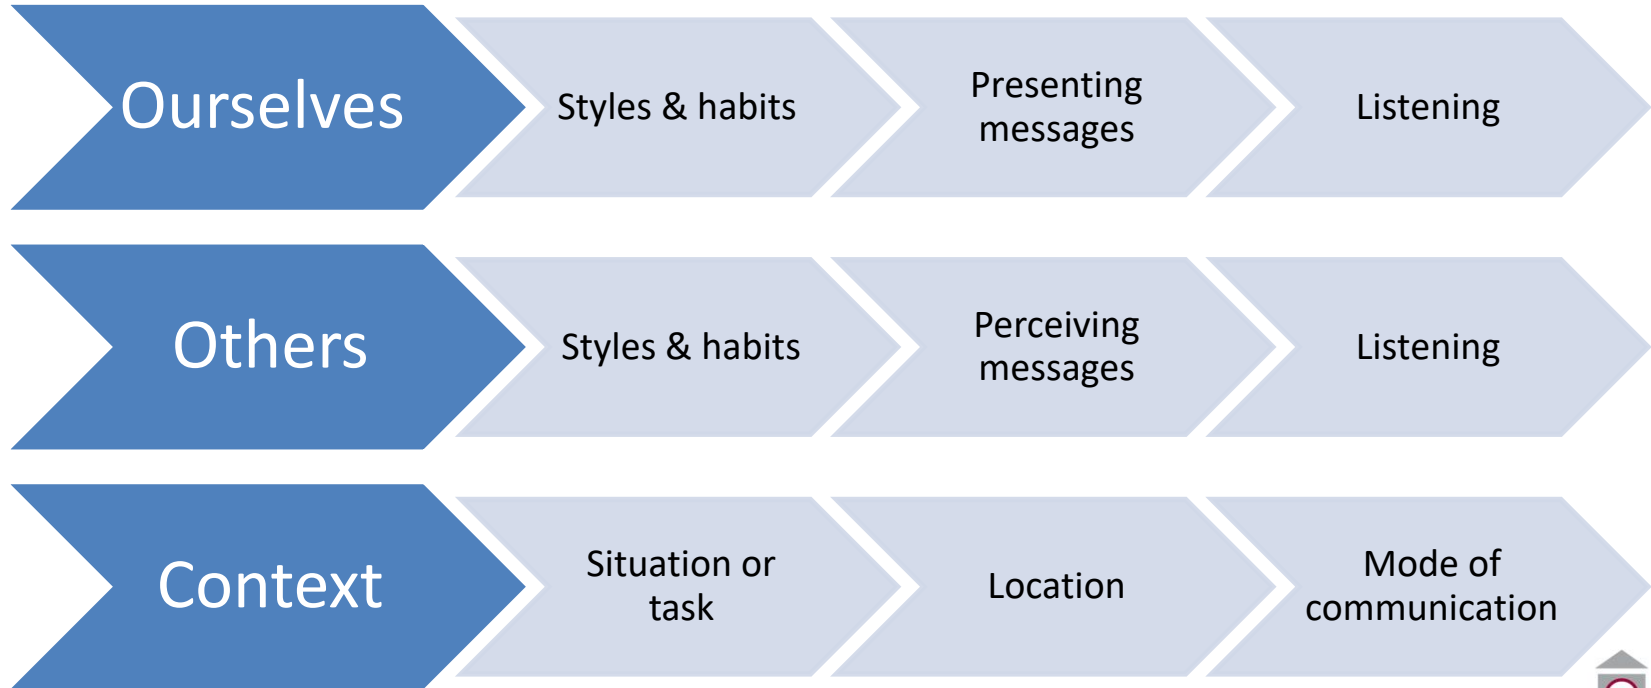 Ourselves
Styles & habits
Presenting
messages
Listening
Others
Styles & habits
Perceiving
messages
Listening
Context
Situation or
task
Location
Mode of
communication